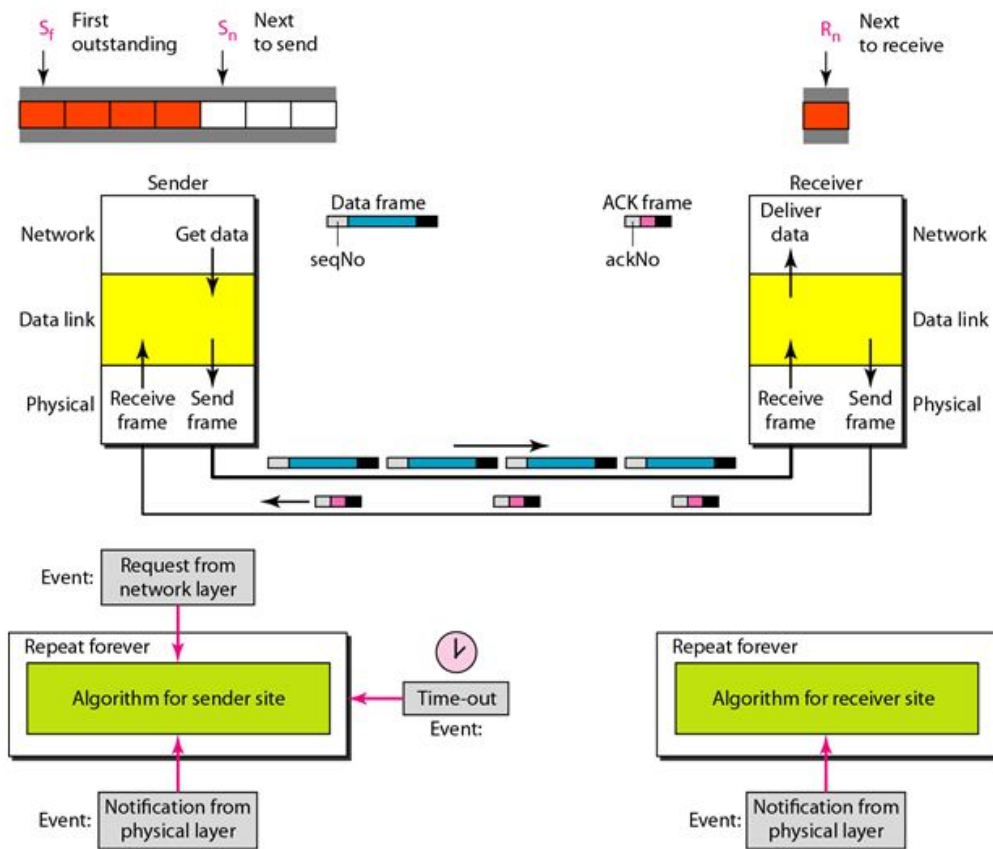 Sf First
outstanding
Sn Next
to send
Rn Next
to receive
Sender
Receiver
Data frame
seqNo
ACK frame
ackNo
Network
Get data
Deliver
data
Network
Data link
Data link
Physical
Receive
frame
Send
frame
Receive
frame
Send
frame
Physical
Event:
Request from
network layer
Repeat forever
Algorithm for sender site
Time-out
Event:
Event:
Notification from
physical layer
Repeat forever
Algorithm for receiver site
Event:
Notification from
physical layer